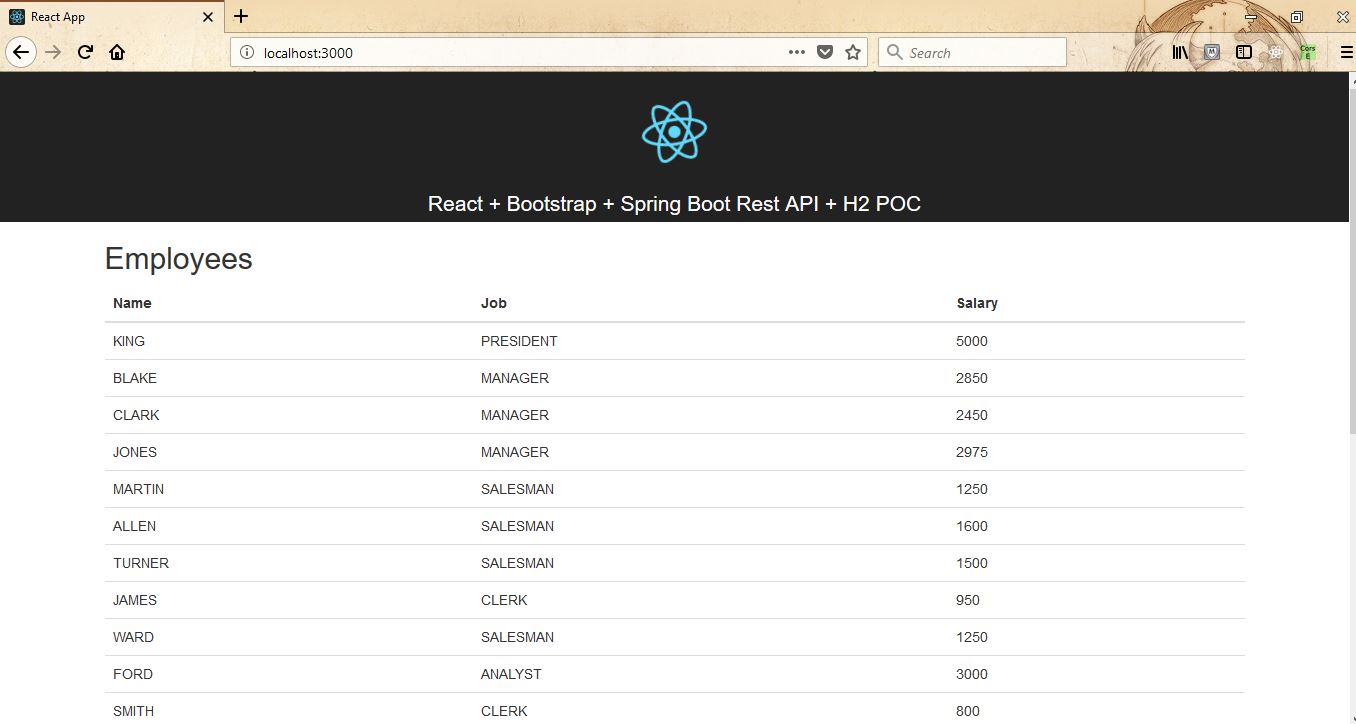 React App
localhost:3000
Search
Cors
E
React + Bootstrap + Spring Boot Rest API + H2 POC
Employees
Name Job Salary
KING PRESIDENT 5000
BLAKE MANAGER 2850
CLARK MANAGER 2450
JONES MANAGER 2975
MARTIN SALESMAN 1250
ALLEN SALESMAN 1600
TURNER SALESMAN 1500
JAMES CLERK 950
WARD SALESMAN 1250
FORD ANALYST 3000
SMITH CLERK 800